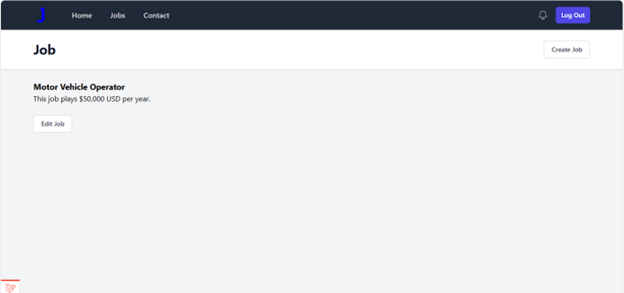 J
Home
Jobs
Contact
Log Out
Job
Create Job
Motor Vehicle Operator
This job plays $50,000 USD per year.
Edit Job